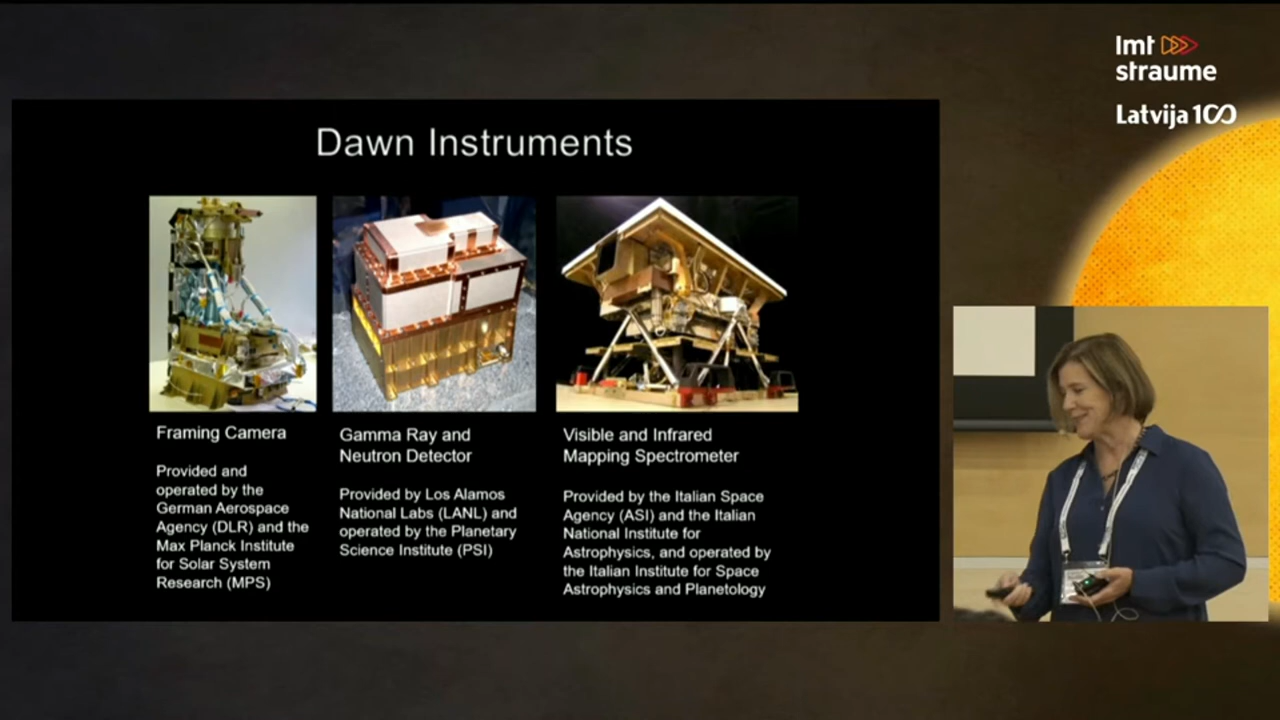 lmt
straume
Latvija 100
Dawn Instruments
Framing Camera
Provided and
operated by the
German Aerospace
Agency (DLR) and the
Max Planck Institute
for Solar System
Research (MPS)
Gamma Ray and
Neutron Detector
Provided by Los Alamos
National Labs (LANL) and
operated by the Planetary
Science Institute (PSI)
Visible and Infrared
Mapping Spectrometer
Provided by the Italian Space
Agency (ASI) and the Italian
National Institute for
Astrophysics, and operated by
the Italian Institute for Space
Astrophysics and Planetology